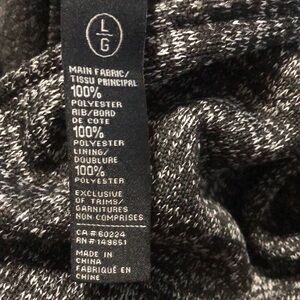 L
G
MAIN FABRIC/
TISSU PRINCIPAL
100%
POLYESTER
RIB/BORD
DE COTE
100%
POLYESTER
LINING/
DOUBLURE
100%
POLYESTER
EXCLUSIVE
OF TRIMS/
GARNITURES
NON COMPRISES
CA # 60224
RN # 149651
MADE IN
CHINA
FABRIQUÉ EN
CHINE